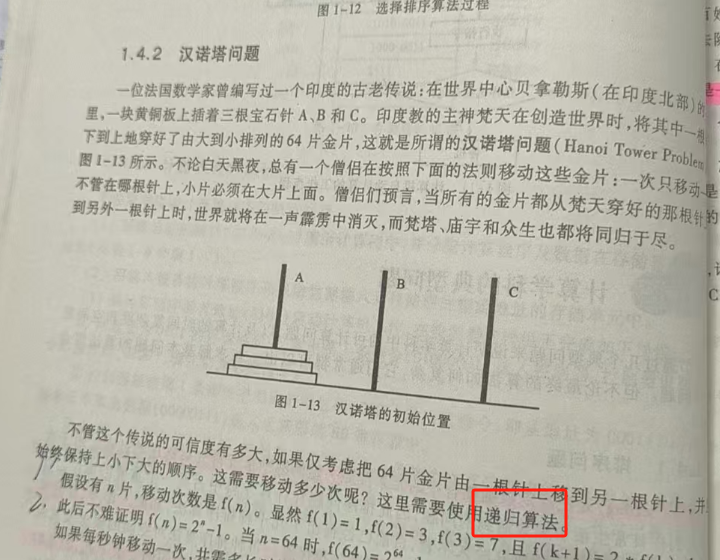 图 1-12 选择排序算法过程
1.4.2 汉诺塔问题
一位法国数学家曾编写过一个印度的古老传说:在世界中心贝拿勒斯(在印度北部)的
里,一块黄铜板上插着三根宝石针 A、B 和 C。印度教的主神梵天在创造世界时,将其中一根
下到上地穿好了由大到小排列的 64 片金片,这就是所谓的汉诺塔问题(Hanoi Tower Problem
图 1-13 所示。不论白天黑夜,总有一个僧侣在按照下面的法则移动这些金片:一次只移动
不管在哪根针上,小片必须在大片上面。僧侣们预言,当所有的金片都从梵天穿好的那根针
到另外一根针上时,世界就将在一声霹雳中消灭,而梵塔、庙宇和众生也都将同归于尽。
A
B
C
图 1-13 汉诺塔的初始位置
不管这个传说的可信度有多大,如果仅考虑把 64 片金片由一根针上移到另一根针上,并
始终保持上小下大的顺序。这需要移动多少次呢? 这里需要使用递归算法。
假设有 n 片,移动次数是 f(n)。显然 f(1)=1,f(2)=3,f(3)=7,且 f(k+1)=2
此后不难证明 f(n)=2ⁿ-1。当 n=64 时,f(64)=2⁶⁴
如果每秒钟移动一次,共需多长